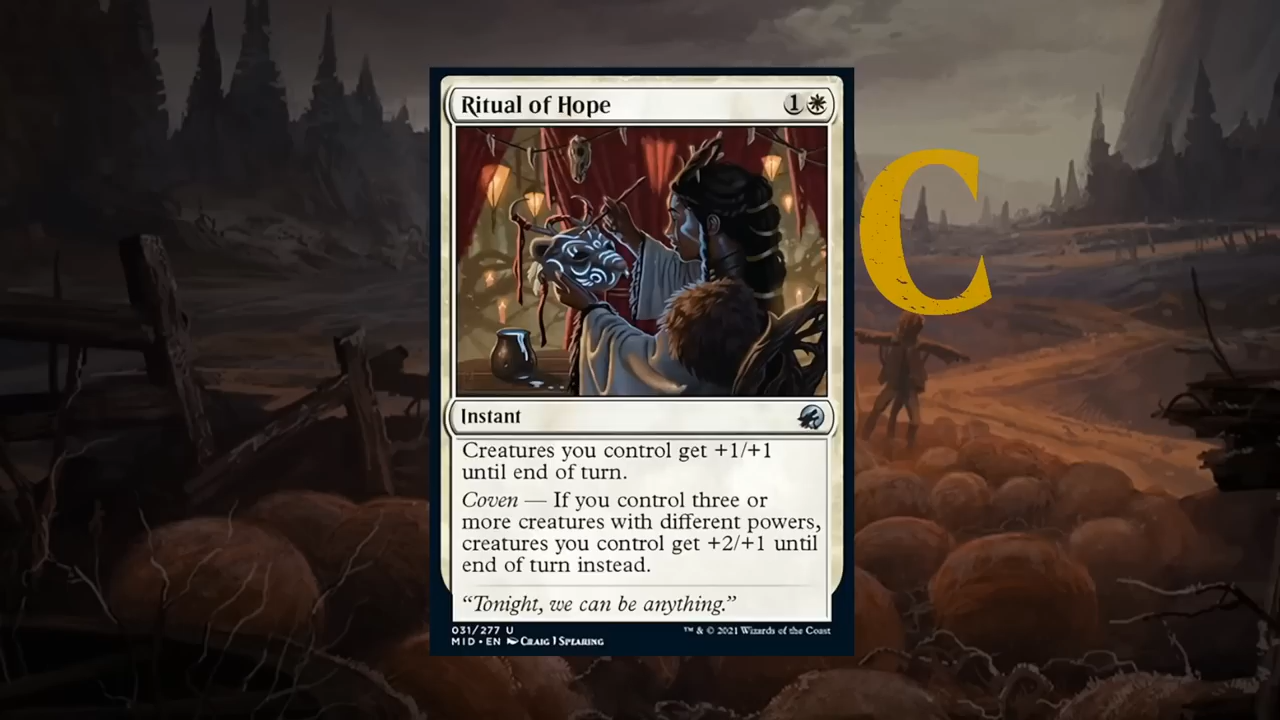 Ritual of Hope 1
C
Instant
Creatures you control get +1/+1
until end of turn.
Coven — If you control three or
more creatures with different powers,
creatures you control get +2/+1 until
end of turn instead.
“Tonight, we can be anything.”
031/277 U
MID • EN Craig J Spearing
™ & © 2021 Wizards of the Coast